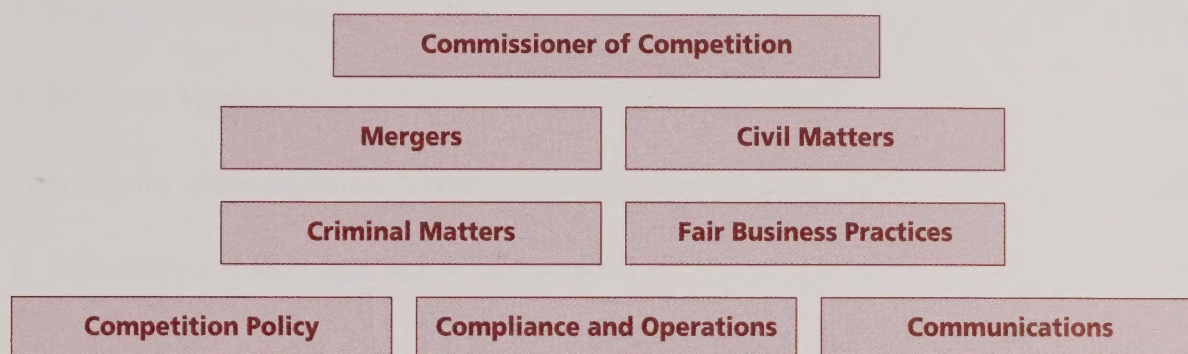 Commissioner of Competition
Mergers
Civil Matters
Criminal Matters
Fair Business Practices
Competition Policy
Compliance and Operations
Communications